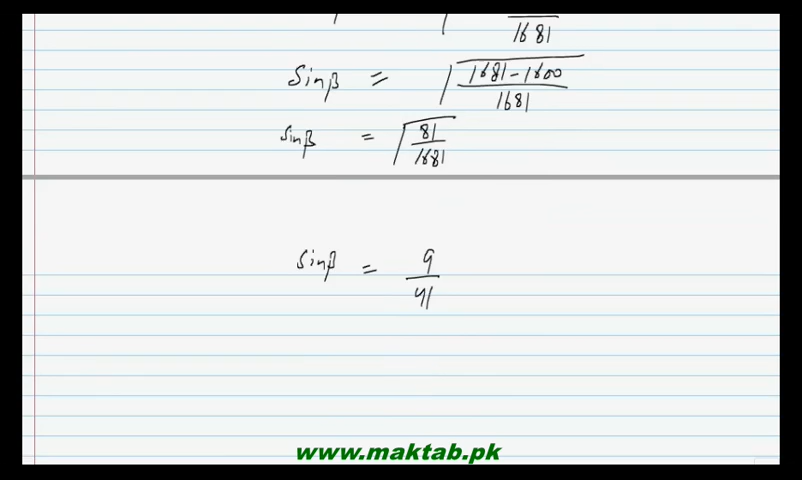 1681
Sinβ = √(1681-1600/1681)
Sinβ = √(81/1681)
Sinβ = 9/41
www.maktab.pk